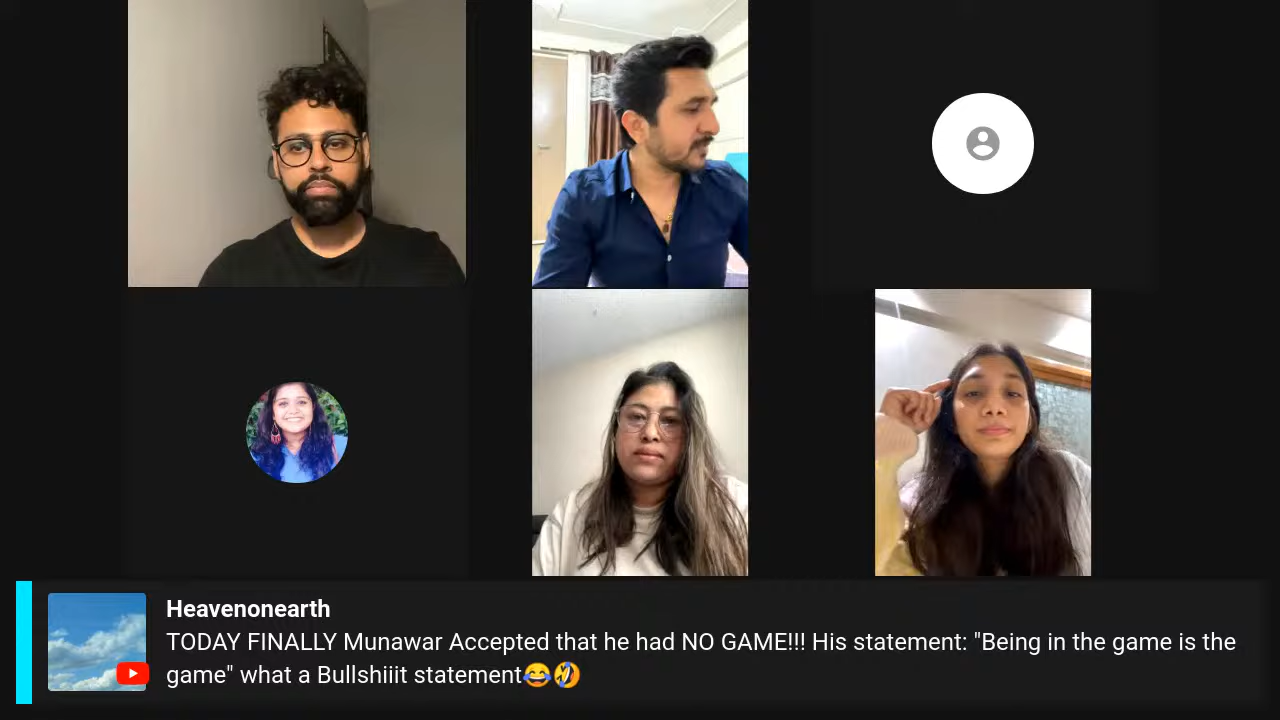 Heavenonearth
TODAY FINALLY Munawar Accepted that he had NO GAME!!! His statement: "Being in the game is the
game" what a Bullshiiit statement😂🤣